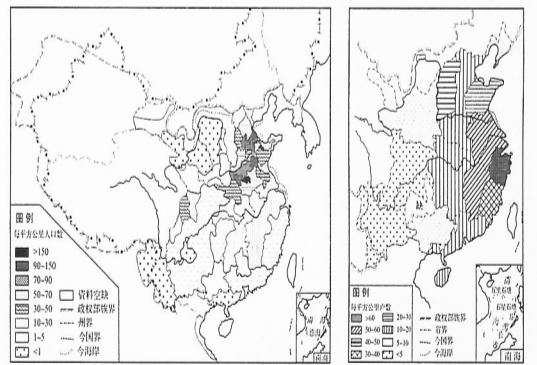 图例
每平方公里人口数
>150
90~150
70~90
50~70
资料空缺
30~50
政权部族界
10~30
州界
1~5
今国界
<1
今海岸
南海
缺
图例
每平方公里户数
>60
20~30
政权部族界
50~60
10~20
省界
40~50
5~10
今国界
30~40
<5
今海岸
南海